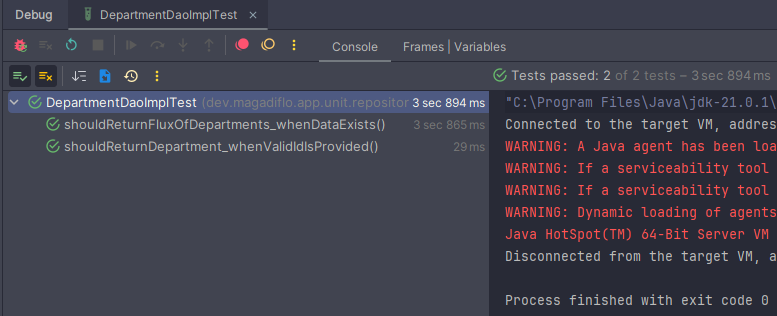 Debug DepartmentDaoImplTest
Console Frames | Variables
Tests passed: 2 of 2 tests – 3 sec 894 ms
DepartmentDaoImplTest (dev.magadiflo.app.unit.repositor 3 sec 894 ms
shouldReturnFluxOfDepartments_whenDataExists() 3 sec 865 ms
shouldReturnDepartment_whenValidIdIsProvided() 29 ms
"C:\Program Files\Java\jdk-21.0.1\
Connected to the target VM, addres
WARNING: A Java agent has been loa
WARNING: If a serviceability tool
WARNING: If a serviceability tool
WARNING: Dynamic loading of agents
Java HotSpot(TM) 64-Bit Server VM
Disconnected from the target VM, a
Process finished with exit code 0